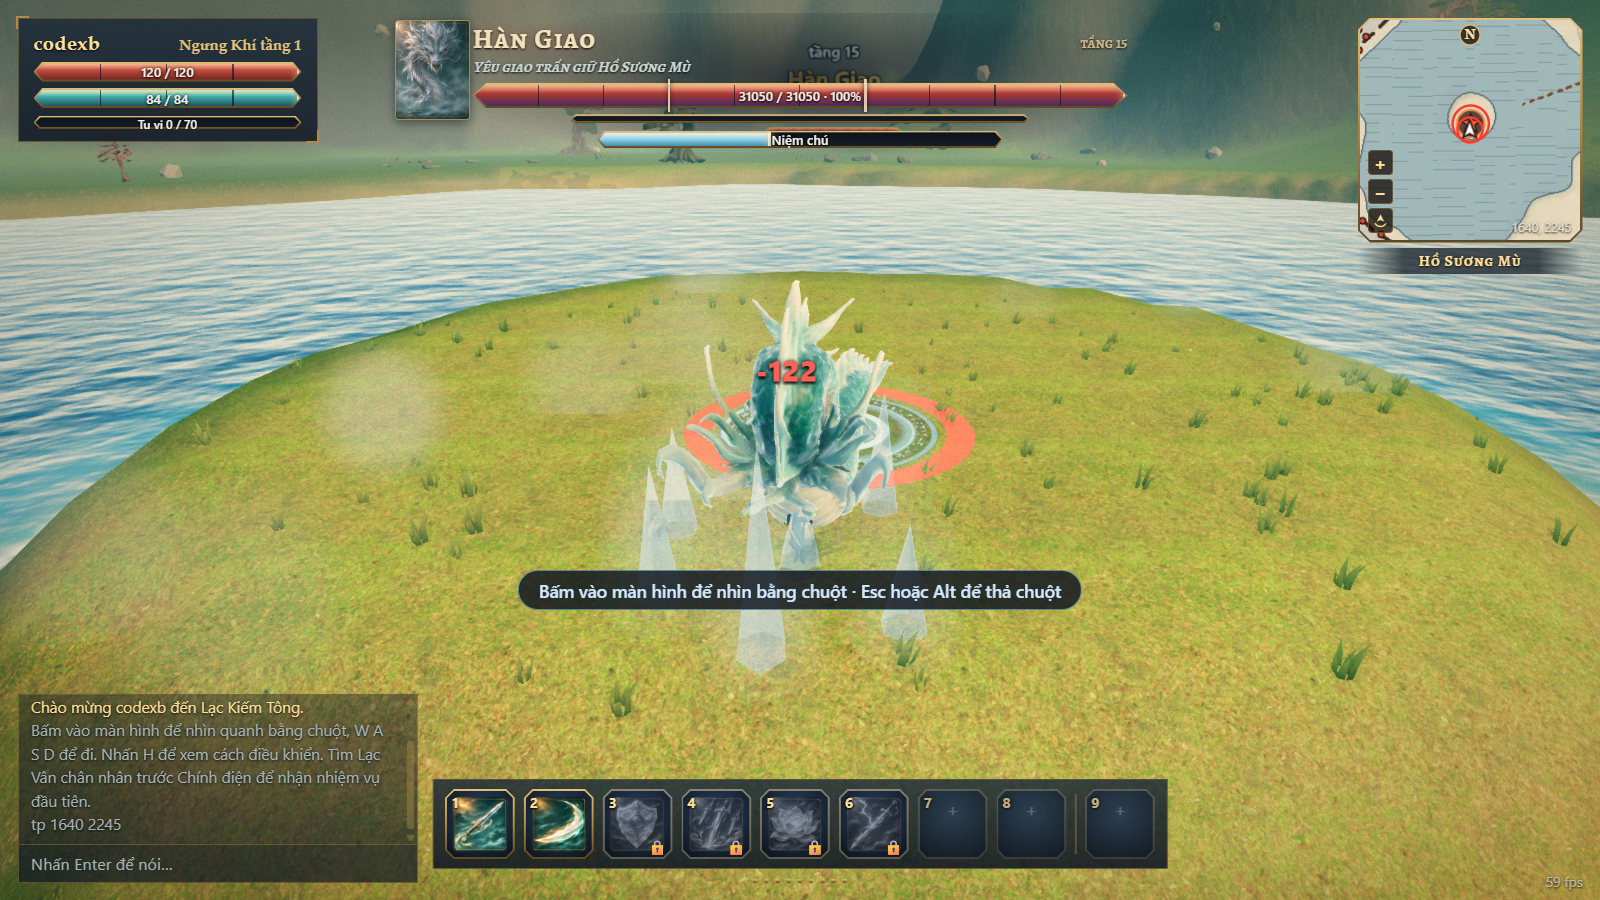 codexb
Ngưng Khí tầng 1
120 / 120
84 / 84
Tu vi 0 / 70
HÀN GIAO
YÊU GIAO TRẤN GIỮ HỒ SƯƠNG MÙ
TẦNG 15
tầng 15
Hàn Giao
31050 / 31050 · 100%
Niệm chú
N
+
−
1640, 2245
HỒ SƯƠNG MÙ
-122
Bấm vào màn hình để nhìn bằng chuột · Esc hoặc Alt để thả chuột
Chào mừng codexb đến Lạc Kiếm Tông.
Bấm vào màn hình để nhìn quanh bằng chuột, W A
S D để đi. Nhấn H để xem cách điều khiển. Tìm Lạc
Vân chân nhân trước Chính điện để nhận nhiệm vụ
đầu tiên.
tp 1640 2245
Nhấn Enter để nói...
1 2 3 4 5 6 7 8 9
59 fps